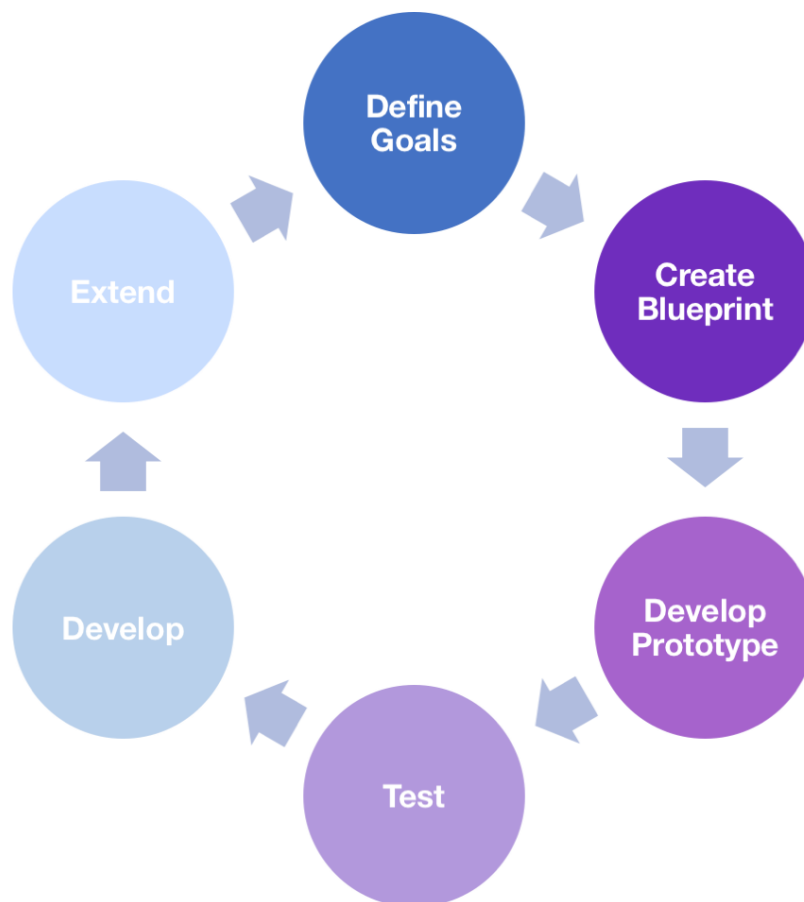 Define
Goals
Create
Blueprint
Develop
Prototype
Test
Develop
Extend